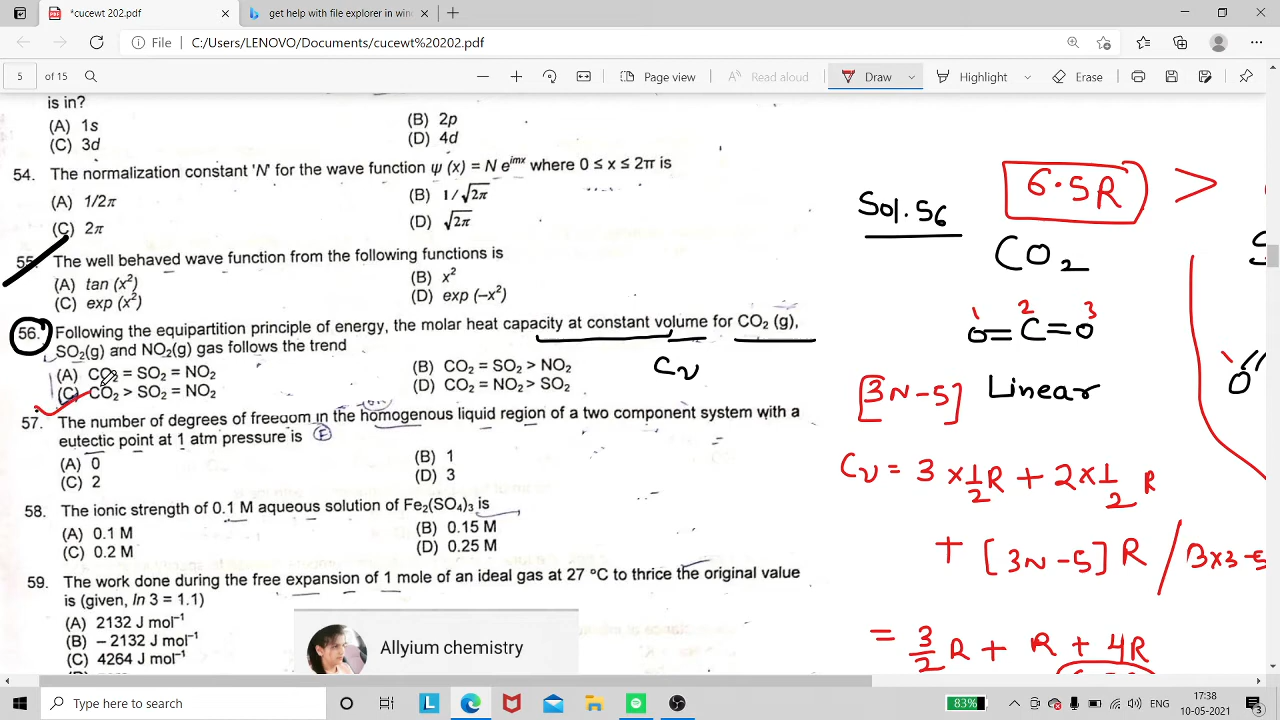 *cucewt 202.pdf
get help with file explorer in wind
File
C:/Users/LENOVO/Documents/cucewt%20202.pdf
5 of 15
Page view
Read aloud
Draw
Highlight
Erase
is in?
(A) 1s
(B) 2p
(C) 3d
(D) 4d
54. The normalization constant 'N' for the wave function ψ (x) = N e^{imx} where 0 ≤ x ≤ 2π is
(A) 1/2π
(B) 1/√2π
(C) 2π
(D) √2π
55. The well behaved wave function from the following functions is
(A) tan (x²)
(B) x²
(C) exp (x²)
(D) exp (−x²)
56. Following the equipartition principle of energy, the molar heat capacity at constant volume for CO₂ (g),
SO₂(g) and NO₂(g) gas follows the trend
(A) CO₂ = SO₂ = NO₂
(B) CO₂ = SO₂ > NO₂
(C) CO₂ > SO₂ = NO₂
(D) CO₂ = NO₂ > SO₂
Cv
57. The number of degrees of freedom in the homogenous liquid region of a two component system with a
eutectic point at 1 atm pressure is
(F)
(A) 0
(B) 1
(C) 2
(D) 3
58. The ionic strength of 0.1 M aqueous solution of Fe₂(SO₄)₃ is
(A) 0.1 M
(B) 0.15 M
(C) 0.2 M
(D) 0.25 M
59. The work done during the free expansion of 1 mole of an ideal gas at 27 °C to thrice the original value
is (given, ln 3 = 1.1)
(A) 2132 J mol⁻¹
(B) − 2132 J mol⁻¹
(C) 4264 J mol⁻¹
Allyium chemistry
Sol. 56
6.5R >
CO₂
S
1 2 3
O=C=O
O
[3N-5] Linear
Cv = 3 × 1/2 R + 2 × 1/2 R
+ [3N-5] R / 3×3-5
= 3/2 R + R + 4R
Type here to search
83%
17:38
10-05-2021
3